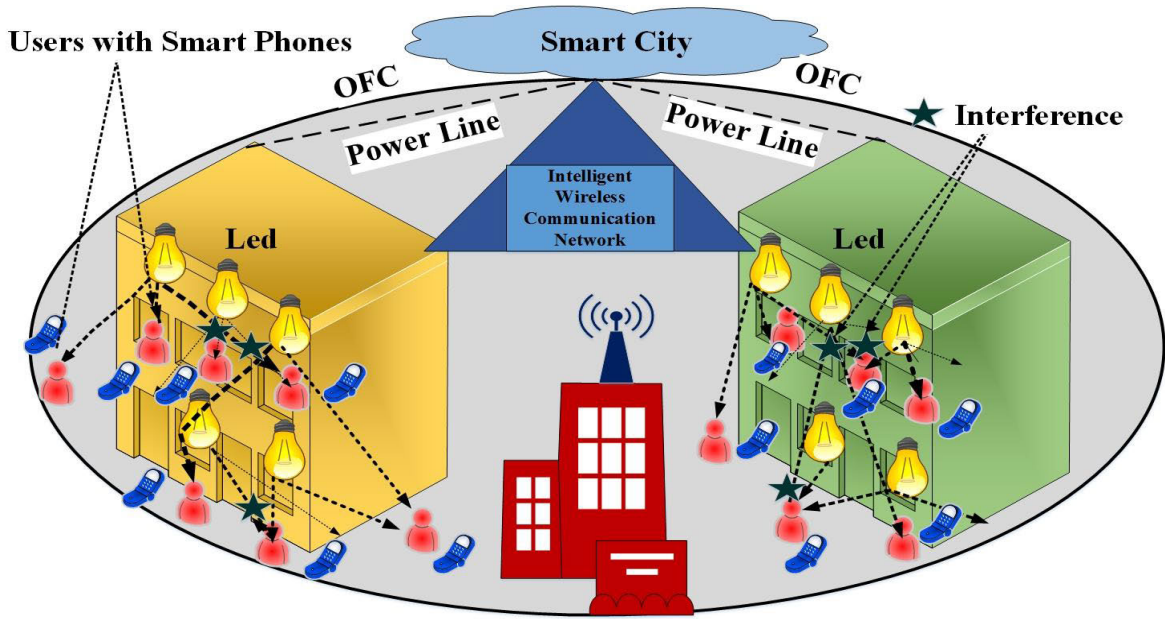 Smart City
Users with Smart Phones
OFC
OFC
Power Line
Power Line
Interference
Intelligent
Wireless
Communication
Network
Led
Led